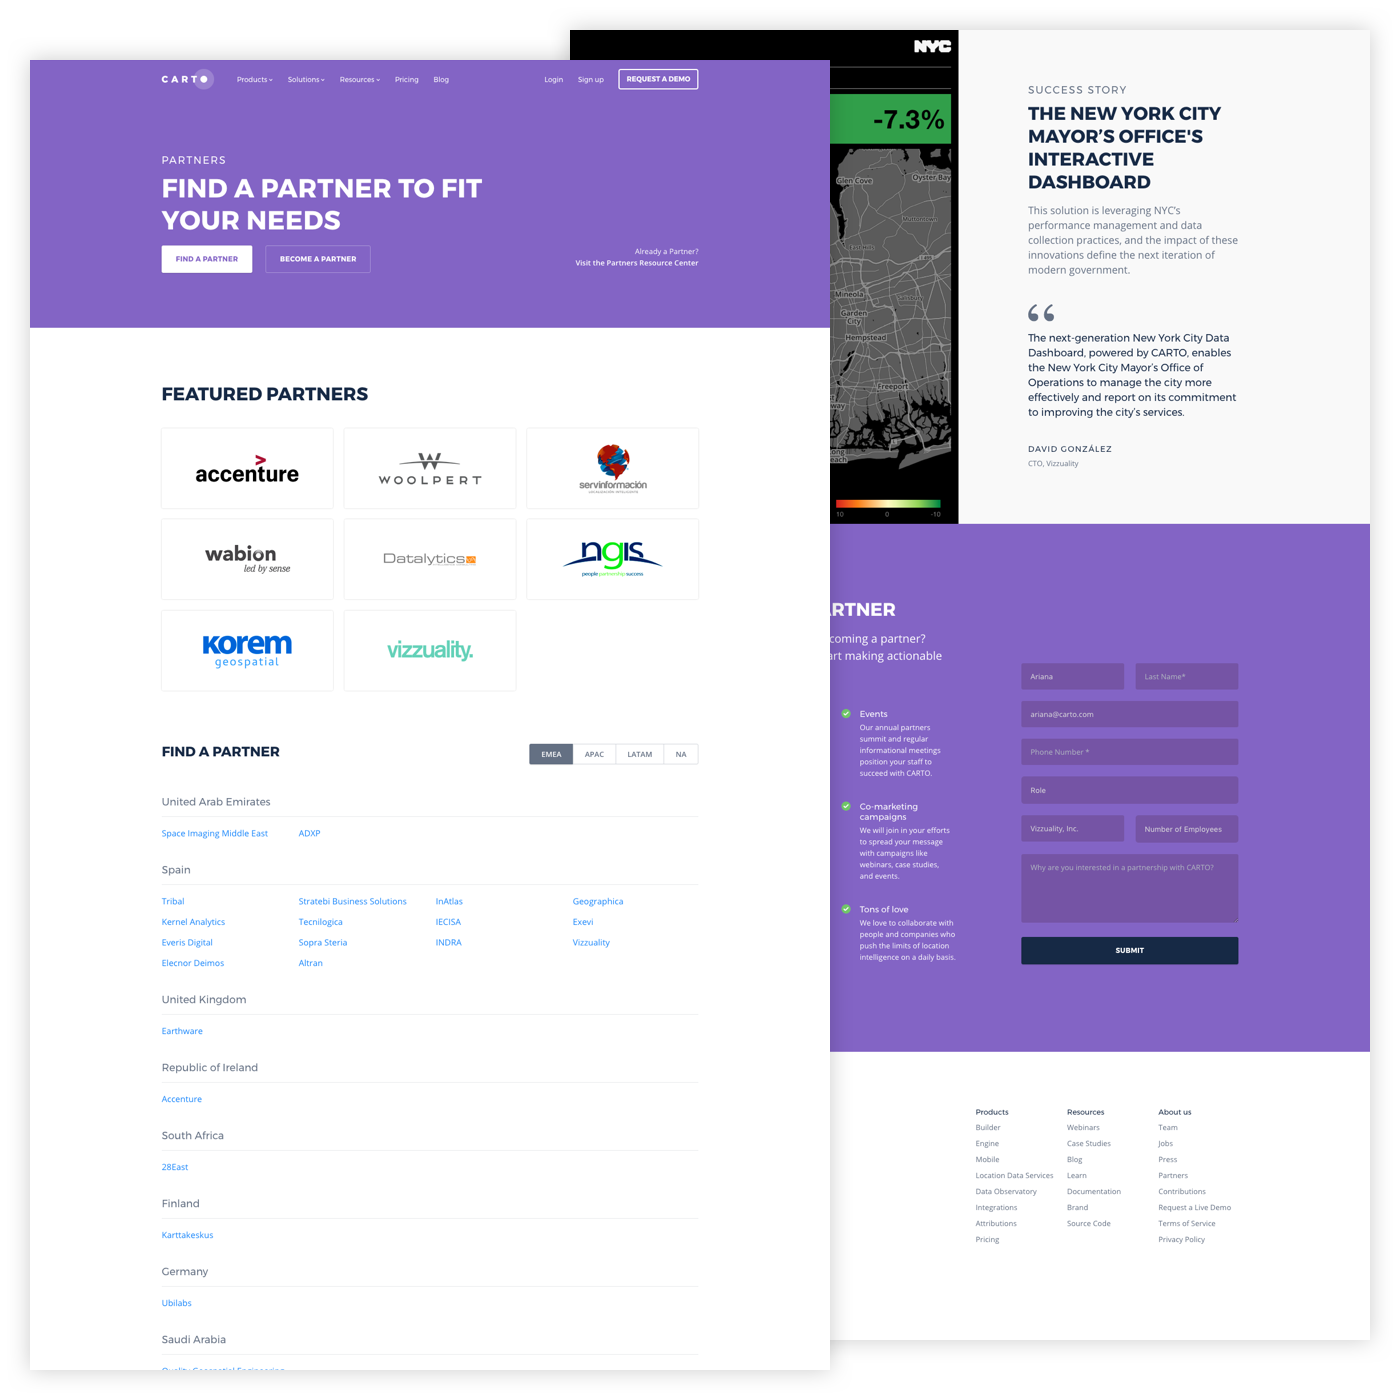 CARTO
Products
Solutions
Resources
Pricing
Blog
Login
Sign up
REQUEST A DEMO
PARTNERS
FIND A PARTNER TO FIT
YOUR NEEDS
FIND A PARTNER
BECOME A PARTNER
Already a Partner?
Visit the Partners Resource Center
FEATURED PARTNERS
accenture
WOOLPERT
servinformación
LOCALIZACIÓN INTELIGENTE
wabion
led by sense
Datalytics
ngis
people partnership success
korem
geospatial
vizzuality.
FIND A PARTNER
EMEA
APAC
LATAM
NA
United Arab Emirates
Space Imaging Middle East
ADXP
Spain
Tribal
Stratebi Business Solutions
InAtlas
Geographica
Kernel Analytics
Tecnilogica
IECISA
Exevi
Everis Digital
Sopra Steria
INDRA
Vizzuality
Elecnor Deimos
Altran
United Kingdom
Earthware
Republic of Ireland
Accenture
South Africa
28East
Finland
Karttakeskus
Germany
Ubilabs
Saudi Arabia
NYC
-7.3%
Glen Cove
Oyster Bay
Muttontown
East Hills
Mineola
Salisbury
Garden
City
Hempstead
Freeport
10
0
-10
SUCCESS STORY
THE NEW YORK CITY
MAYOR’S OFFICE'S
INTERACTIVE
DASHBOARD
This solution is leveraging NYC’s
performance management and data
collection practices, and the impact of these
innovations define the next iteration of
modern government.
“
The next-generation New York City Data
Dashboard, powered by CARTO, enables
the New York City Mayor’s Office of
Operations to manage the city more
effectively and report on its commitment
to improving the city’s services.
DAVID GONZÁLEZ
CTO, Vizzuality
ARTNER
coming a partner?
art making actionable
Events
Our annual partners
summit and regular
informational meetings
position your staff to
succeed with CARTO.
Co-marketing
campaigns
We will join in your efforts
to spread your message
with campaigns like
webinars, case studies,
and events.
Tons of love
We love to collaborate with
people and companies who
push the limits of location
intelligence on a daily basis.
Ariana
Last Name*
ariana@carto.com
Phone Number *
Role
Vizzuality, Inc.
Number of Employees
Why are you interested in a partnership with CARTO?
SUBMIT
Products
Builder
Engine
Mobile
Location Data Services
Data Observatory
Integrations
Attributions
Pricing
Resources
Webinars
Case Studies
Blog
Learn
Documentation
Brand
Source Code
About us
Team
Jobs
Press
Partners
Contributions
Request a Live Demo
Terms of Service
Privacy Policy